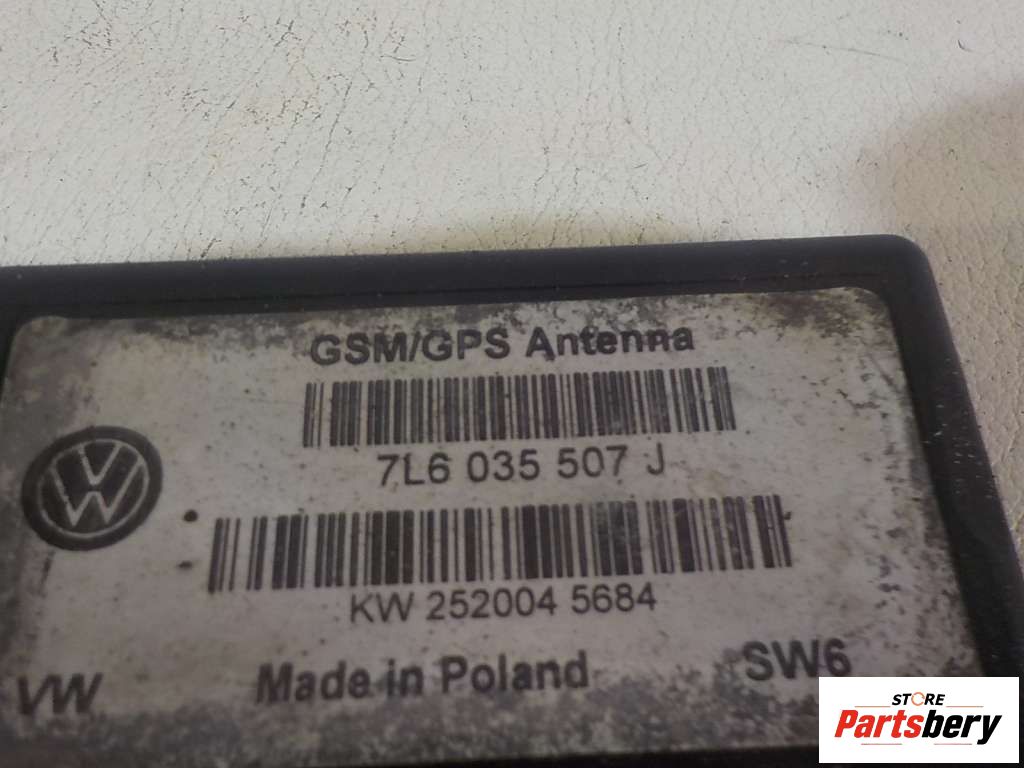 GSM/GPS Antenna
7L6 035 507 J
KW 252004 5684
VW Made in Poland SW6
STORE
Partsbery